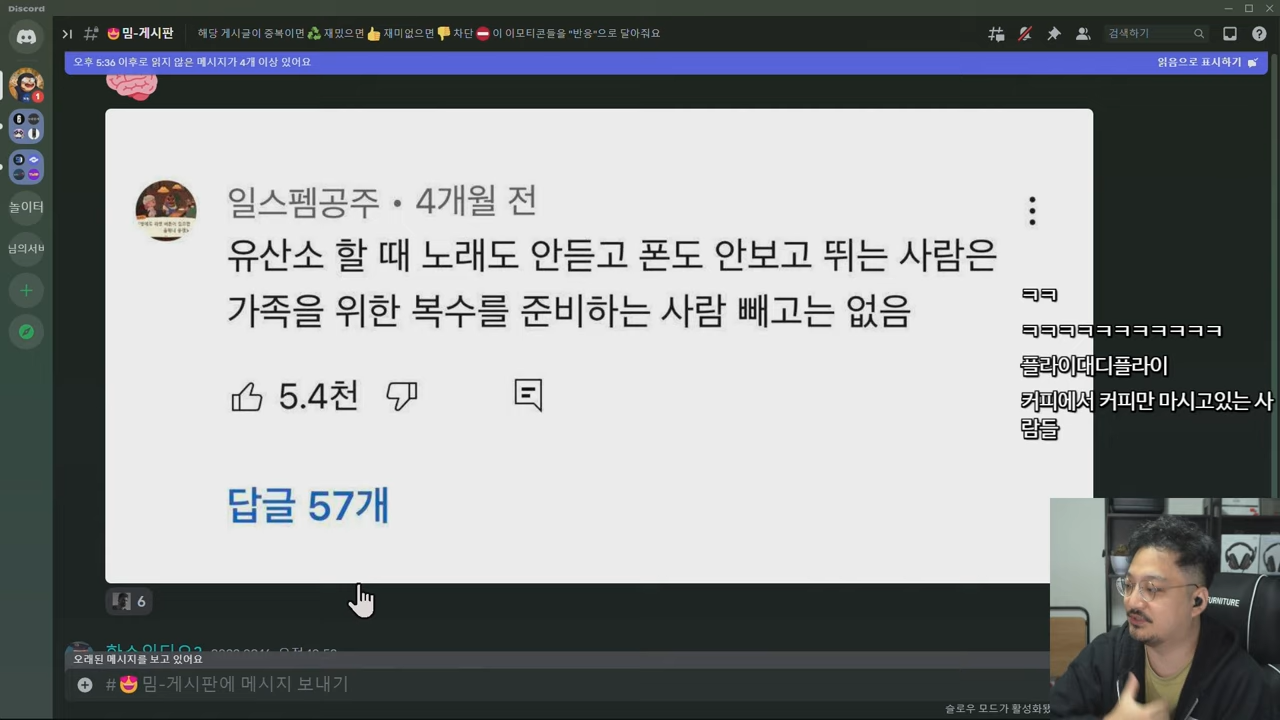 Discord
밈-게시판
해당 게시글이 중복이면 재밌으면 재미없으면 차단 이 이모티콘들을 "반응"으로 달아줘요
검색하기
오후 5:36 이후로 읽지 않은 메시지가 4개 이상 있어요
읽음으로 표시하기
1
놀이터
님의서버
일스펨공주 • 4개월 전
유산소 할 때 노래도 안듣고 폰도 안보고 뛰는 사람은
가족을 위한 복수를 준비하는 사람 빼고는 없음
5.4천
답글 57개
6
ㅋㅋ
ㅋㅋㅋㅋㅋㅋㅋㅋㅋㅋㅋ
플라이대디플라이
커피에서 커피만 마시고있는 사
람들
오래된 메시지를 보고 있어요
#밈-게시판에 메시지 보내기
슬로우 모드가 활성화됐
FURNITURE